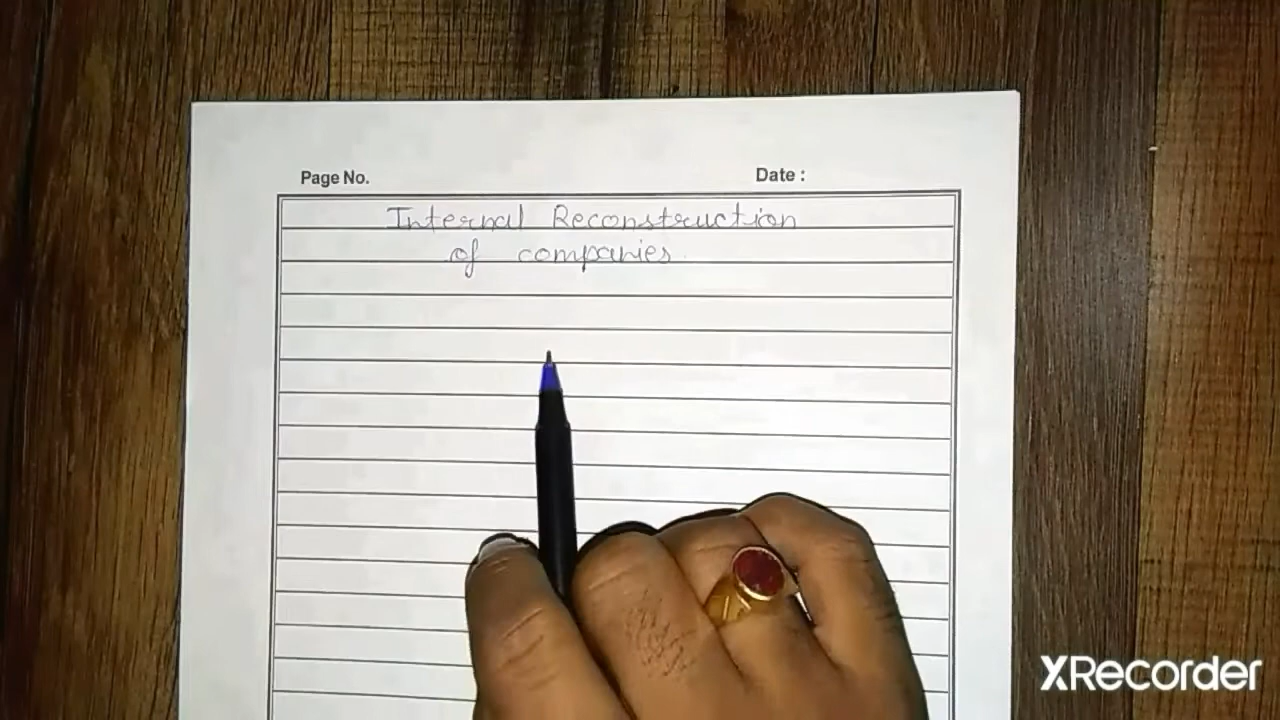 Page No.
Date :
Internal Reconstruction
of companies.
XRecorder